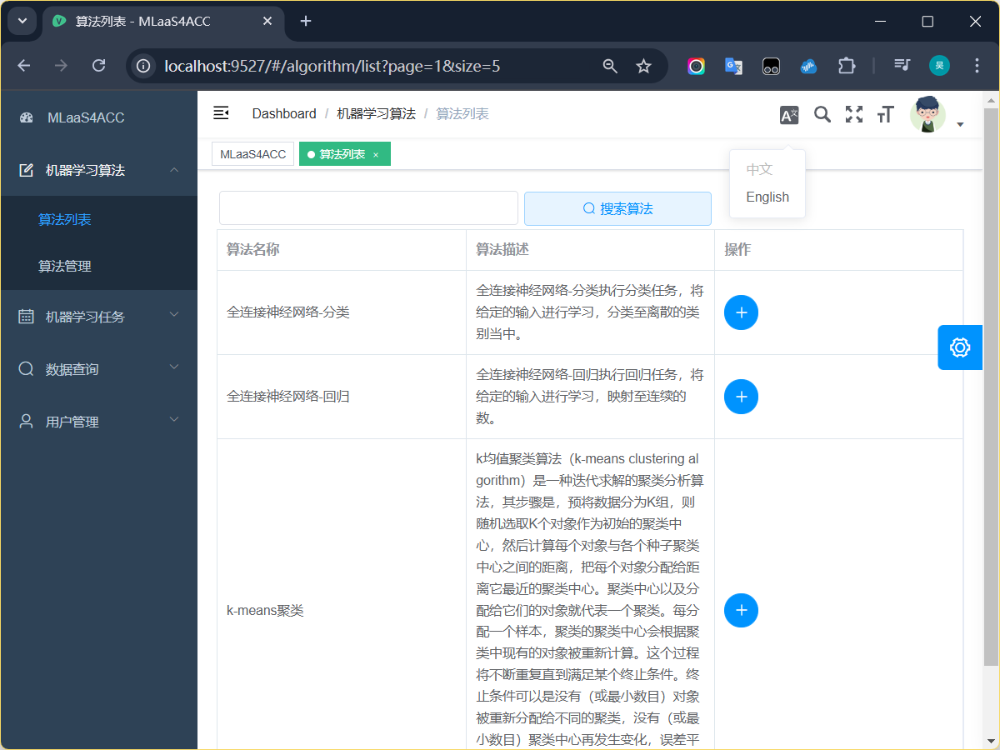 算法列表 - MLaaS4ACC
localhost:9527/#/algorithm/list?page=1&size=5
昊
MLaaS4ACC
机器学习算法
算法列表
算法管理
机器学习任务
数据查询
用户管理
Dashboard / 机器学习算法 / 算法列表
MLaaS4ACC
算法列表 ×
中文
English
搜索算法
算法名称 算法描述 操作
全连接神经网络-分类
全连接神经网络-分类执行分类任务，将
给定的输入进行学习，分类至离散的类
别当中。
全连接神经网络-回归
全连接神经网络-回归执行回归任务，将
给定的输入进行学习，映射至连续的
数。
k-means聚类
k均值聚类算法（k-means clustering al
gorithm）是一种迭代求解的聚类分析算
法，其步骤是，预将数据分为K组，则
随机选取K个对象作为初始的聚类中
心，然后计算每个对象与各个种子聚类
中心之间的距离，把每个对象分配给距
离它最近的聚类中心。聚类中心以及分
配给它们的对象就代表一个聚类。每分
配一个样本，聚类的聚类中心会根据聚
类中现有的对象被重新计算。这个过程
将不断重复直到满足某个终止条件。终
止条件可以是没有（或最小数目）对象
被重新分配给不同的聚类，没有（或最
小数目）聚类中心再发生变化，误差平